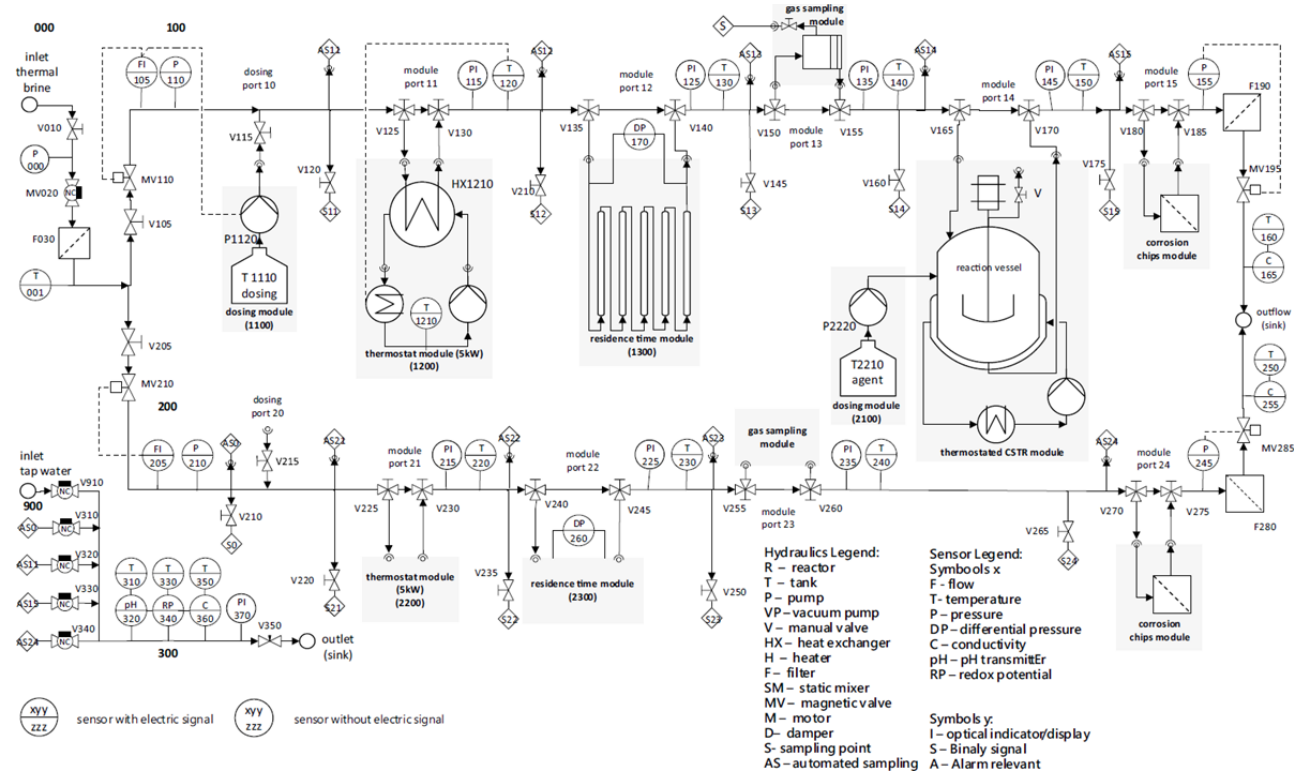 000
inlet
thermal
brine
V010
P
000
MV020
NC
F030
T
001
100
FI
105
P
110
MV110
V105
dosing
port 10
V115
P1120
T 1110
dosing
dosing module
(1100)
AS11
V120
S11
module
port 11
V125
V130
HX1210
T
1210
thermostat module (5kW)
(1200)
PI
115
T
120
AS12
V210
S12
module
port 12
V135
V140
DP
170
residence time module
(1300)
PI
125
T
130
AS13
V145
S13
S
gas sampling
module
V150
V155
module
port 13
PI
135
T
140
AS14
V160
S14
module
port 14
V165
V170
V
reaction vessel
P2220
T2210
agent
dosing module
(2100)
thermostated CSTR module
PI
145
T
150
AS15
V175
S15
module
port 15
V180
V185
corrosion
chips module
P
155
F190
MV195
T
160
C
165
outflow
(sink)
T
250
C
255
MV285
V205
MV210
200
FI
205
P
210
AS0
V210
S0
dosing
port 20
V215
AS21
V220
S21
module
port 21
V225
V230
thermostat module
(5kW)
(2200)
PI
215
T
220
AS22
V235
S22
module
port 22
V240
V245
DP
260
residence time module
(2300)
PI
225
T
230
AS23
V250
S23
gas sampling
module
V255
V260
module
port 23
PI
235
T
240
AS24
V265
S24
module
port 24
V270
V275
corrosion
chips module
P
245
F280
inlet
tap water
900
V910
NC
AS0
V310
NC
AS11
V320
NC
AS15
V330
NC
AS24
V340
NC
T
310
T
330
T
350
pH
320
RP
340
C
360
PI
370
V350
outlet
(sink)
300
xyy
zzz
sensor with electric signal
xyy
zzz
sensor without electric signal
Hydraulics Legend:
R – reactor
T – tank
P – pump
VP – vacuum pump
V – manual valve
HX – heat exchanger
H – heater
F – filter
SM – static mixer
MV – magnetic valve
M – motor
D– damper
S- sampling point
AS – automated sampling
Sensor Legend:
Symbools x
F - flow
T- temperature
P – pressure
DP – differential pressure
C – conductivity
pH – pH transmittEr
RP – redox potential
Symbols y:
I – optical indicator/display
S – Binaly signal
A – Alarm relevant